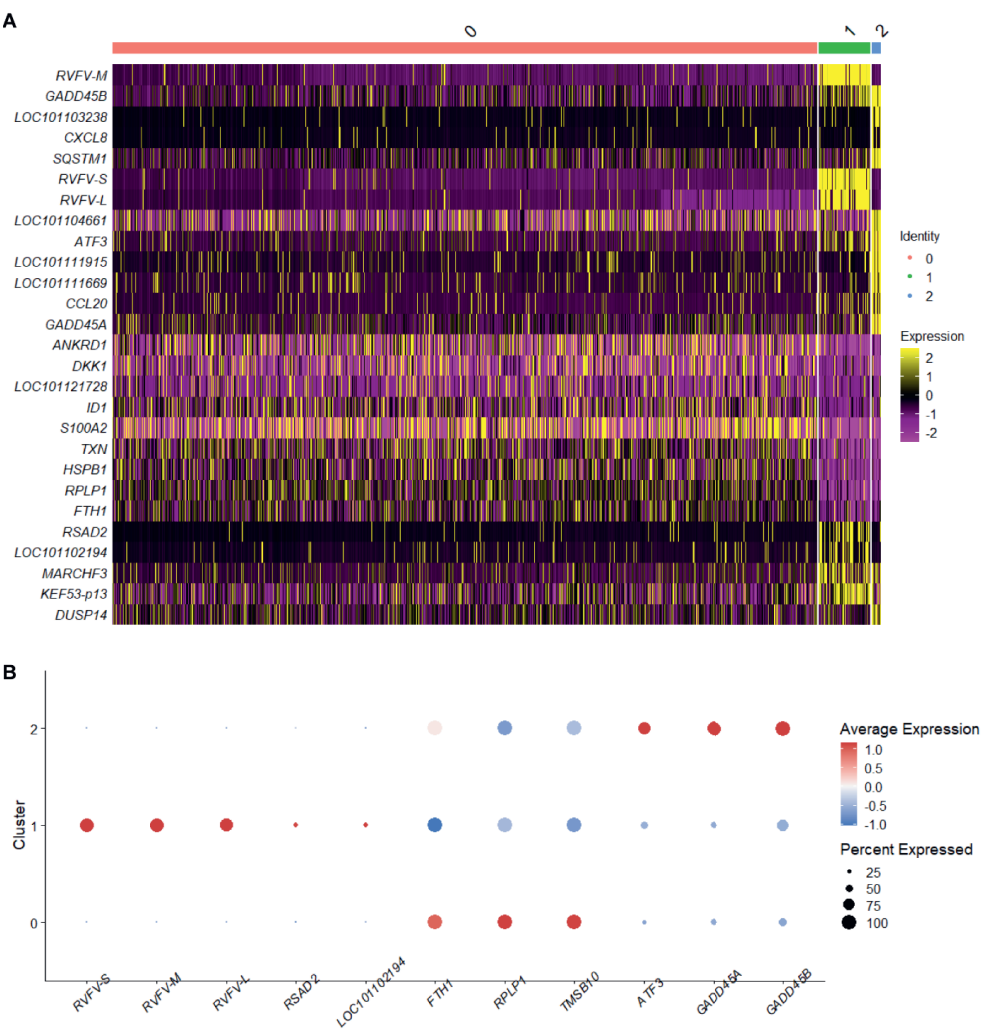 A
0
1
2
RVFV-M
GADD45B
LOC101103238
CXCL8
SQSTM1
RVFV-S
RVFV-L
LOC101104661
ATF3
LOC101111915
LOC101111669
CCL20
GADD45A
ANKRD1
DKK1
LOC101121728
ID1
S100A2
TXN
HSPB1
RPLP1
FTH1
RSAD2
LOC101102194
MARCHF3
KEF53-p13
DUSP14
Identity
0
1
2
Expression
2
1
0
-1
-2
B
Cluster
2
1
0
RVFV-S
RVFV-M
RVFV-L
RSAD2
LOC101102194
FTH1
RPLP1
TMSB10
ATF3
GADD45A
GADD45B
Average Expression
1.0
0.5
0.0
-0.5
-1.0
Percent Expressed
25
50
75
100